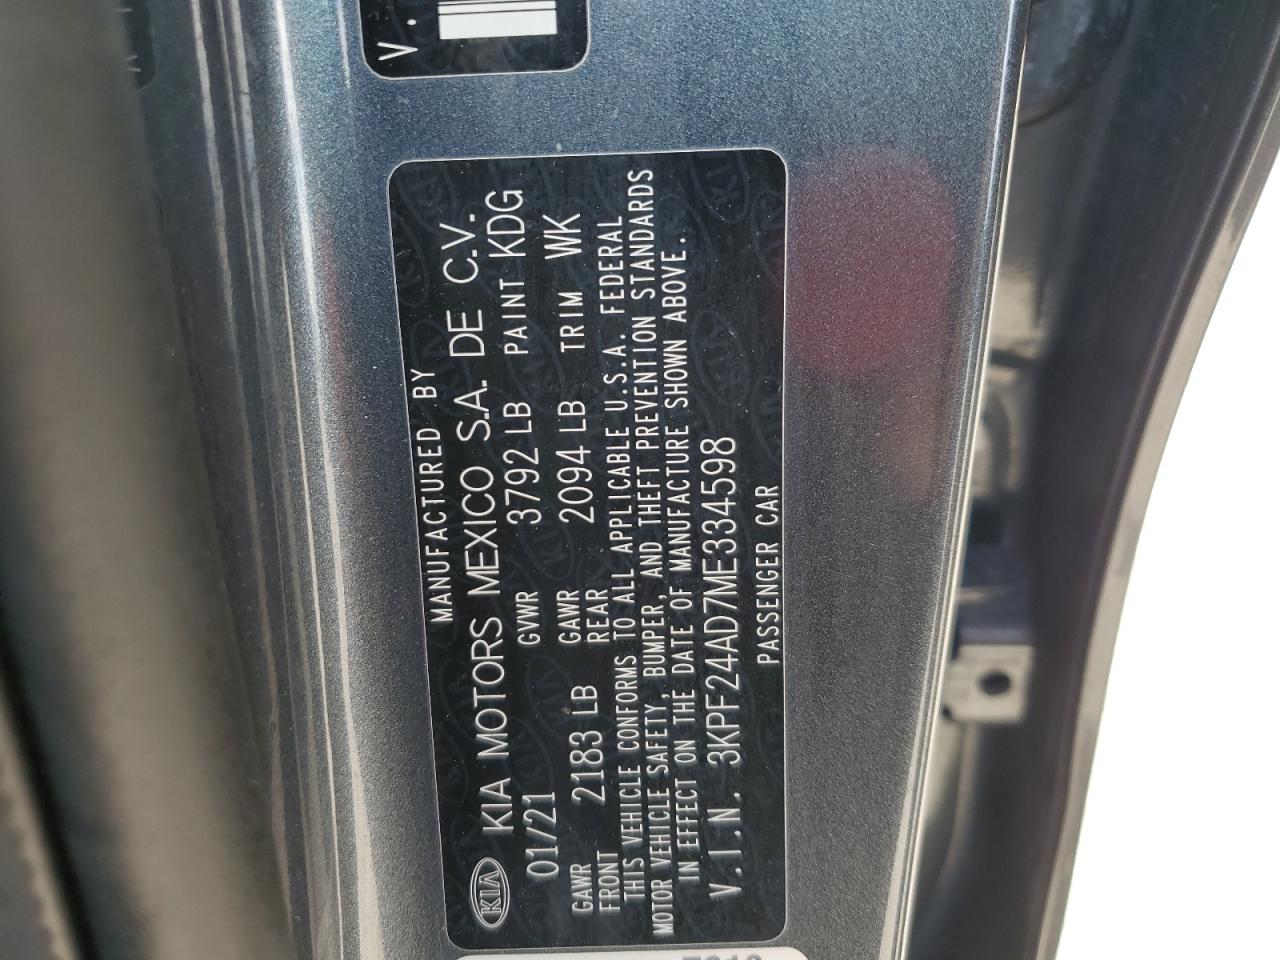 MANUFACTURED BY
KIA KIA MOTORS MEXICO S.A. DE C.V.
01/21 GVWR 3792 LB PAINT KDG
GAWR FRONT 2183 LB GAWR REAR 2094 LB TRIM WK
THIS VEHICLE CONFORMS TO ALL APPLICABLE U.S.A. FEDERAL
MOTOR VEHICLE SAFETY, BUMPER, AND THEFT PREVENTION STANDARDS
IN EFFECT ON THE DATE OF MANUFACTURE SHOWN ABOVE.
V.I.N. 3KPF24AD7ME334598
PASSENGER CAR
V.